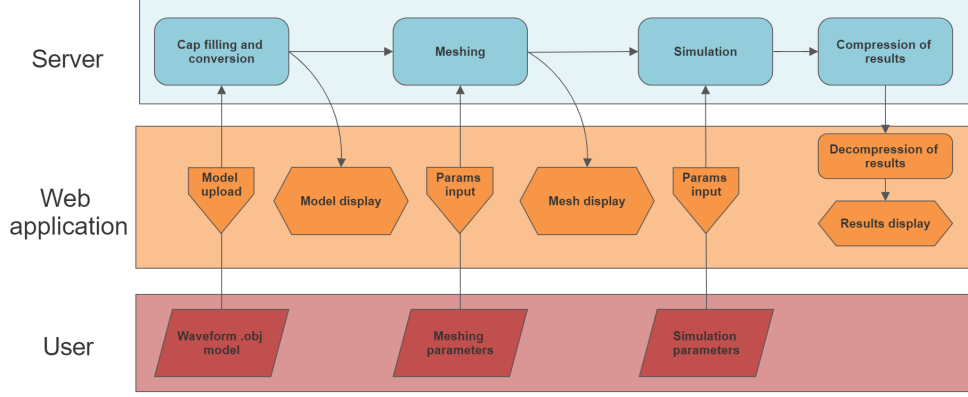 Server
Cap filling and
conversion
Meshing
Simulation
Compression of
results
Web
application
Model
upload
Model display
Params
input
Mesh display
Params
input
Decompression of
results
Results display
User
Waveform .obj
model
Meshing
parameters
Simulation
parameters